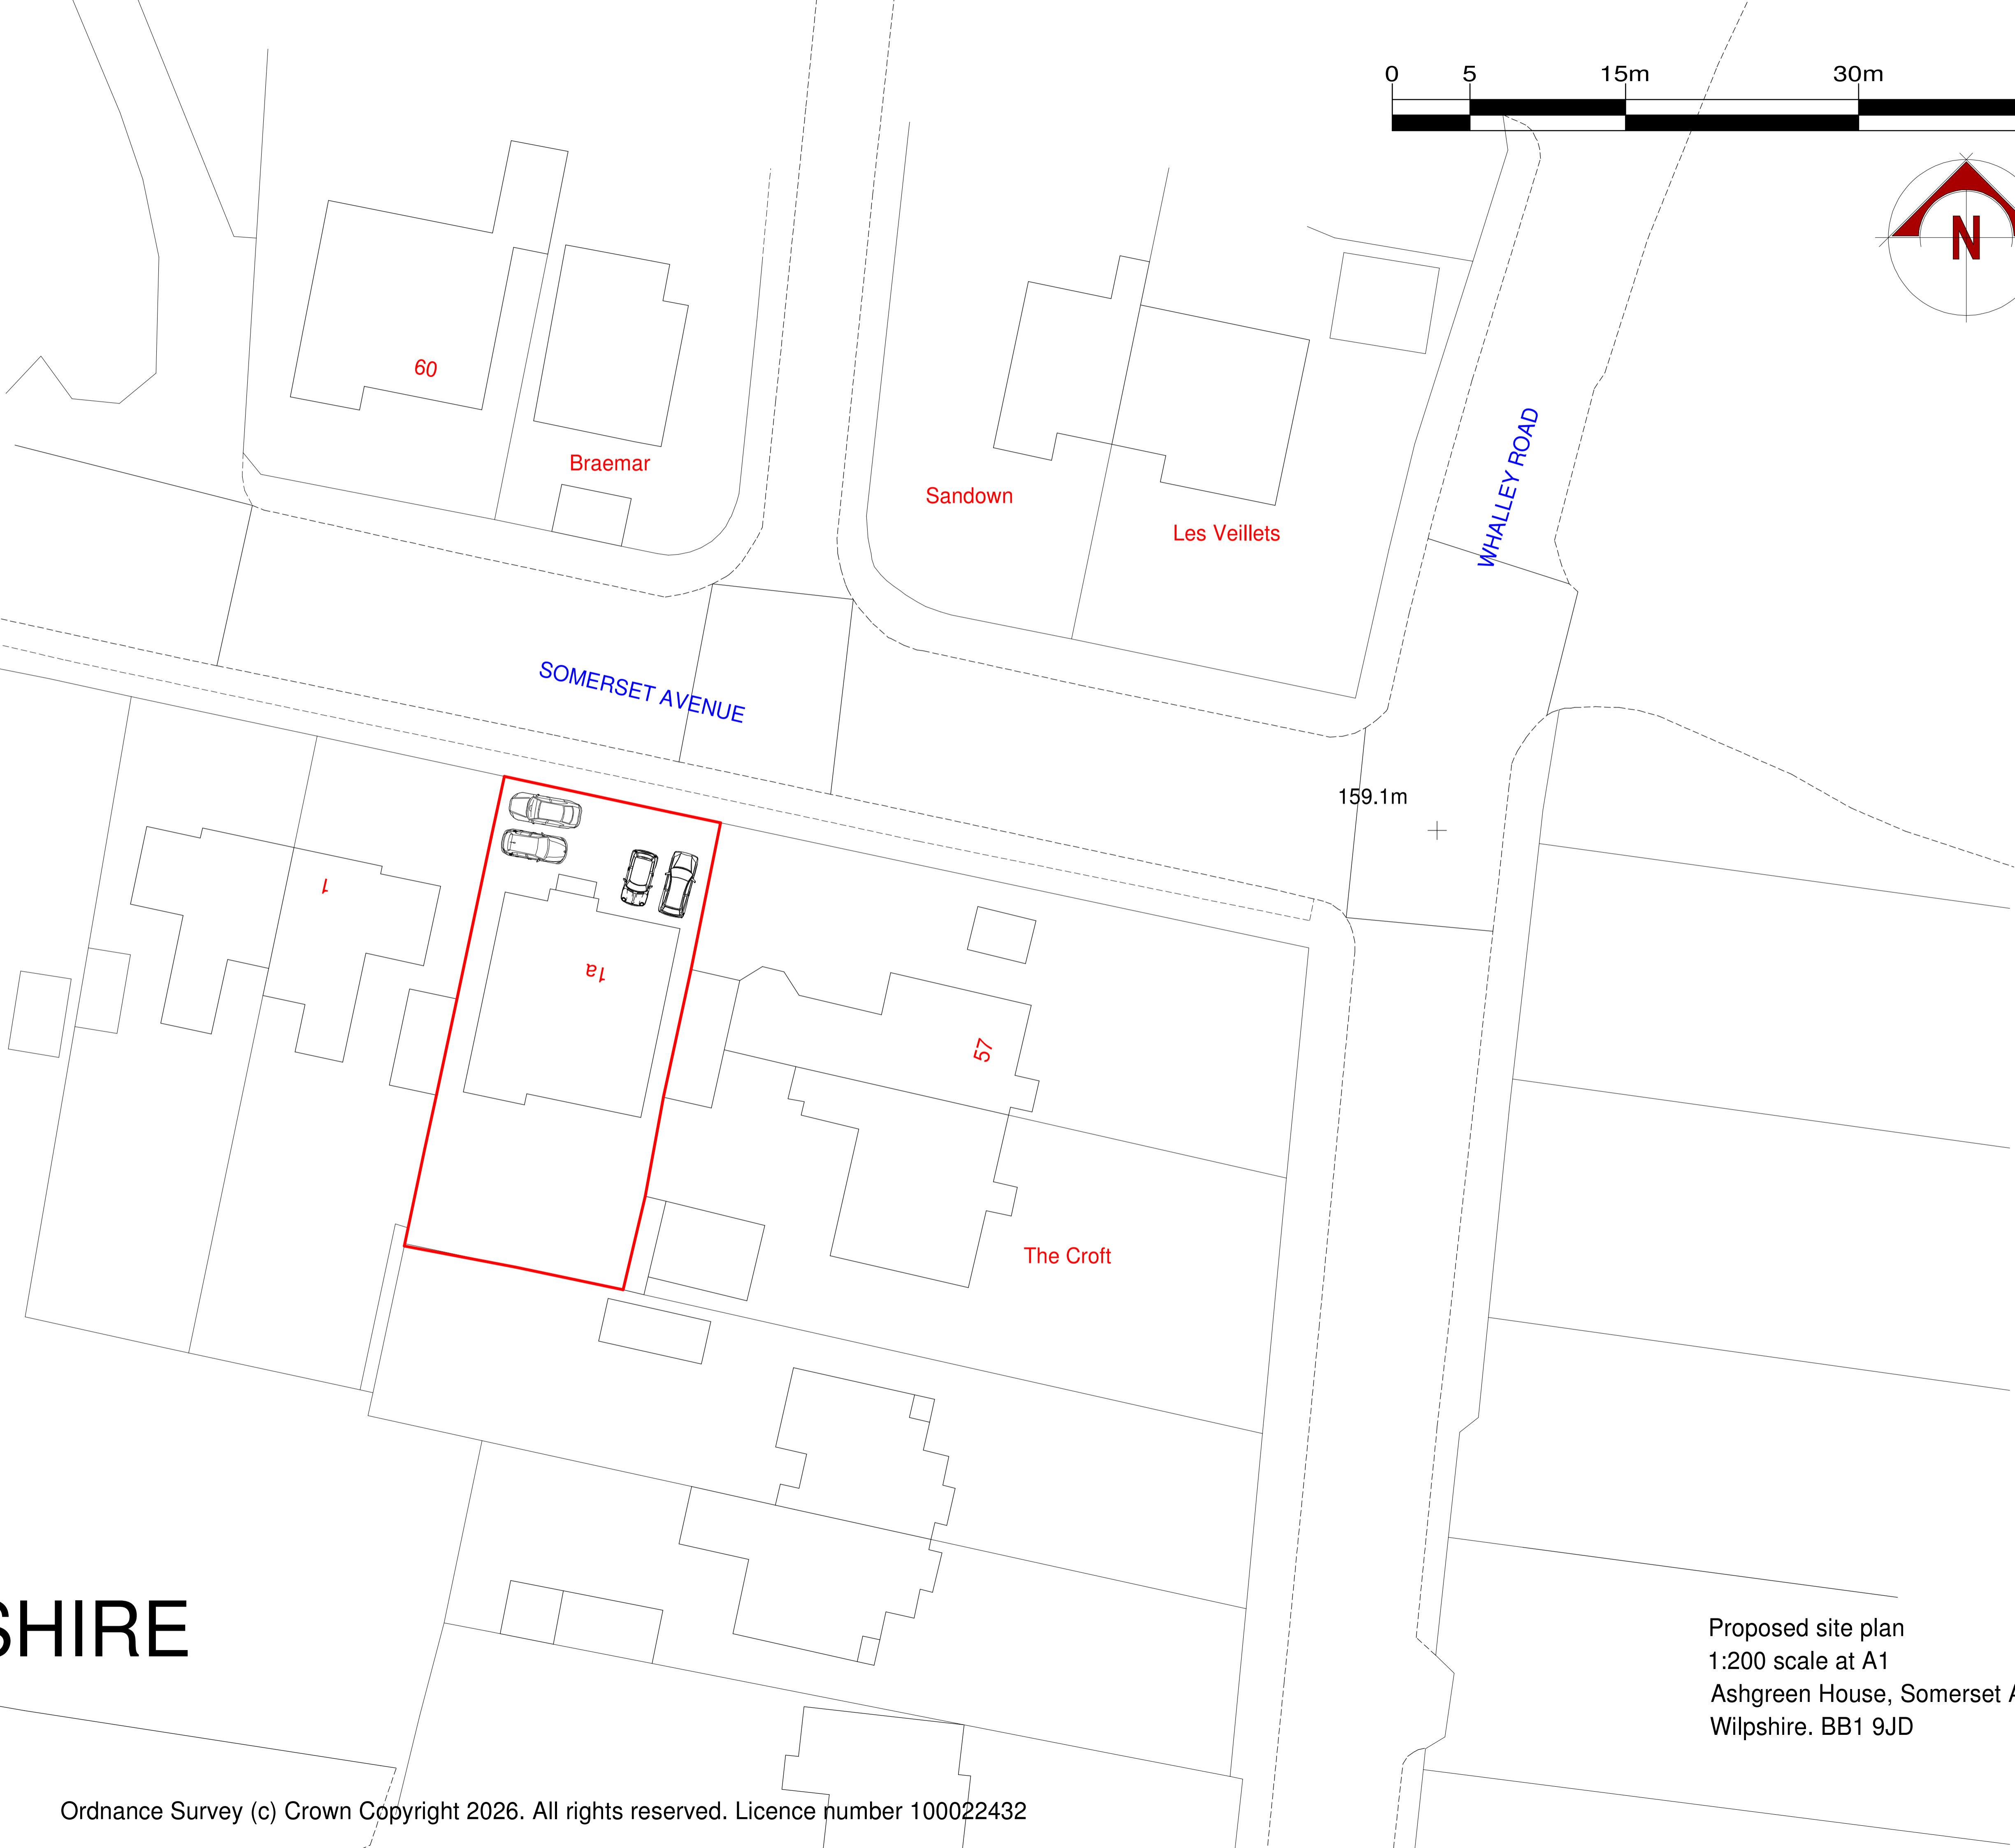 0 5 15m 30m
N
60
Braemar
Sandown
Les Veillets
WHALLEY ROAD
SOMERSET AVENUE
159.1m
1
1a
57
The Croft
SHIRE
Proposed site plan
1:200 scale at A1
Ashgreen House, Somerset A
Wilpshire. BB1 9JD
Ordnance Survey (c) Crown Copyright 2026. All rights reserved. Licence number 100022432